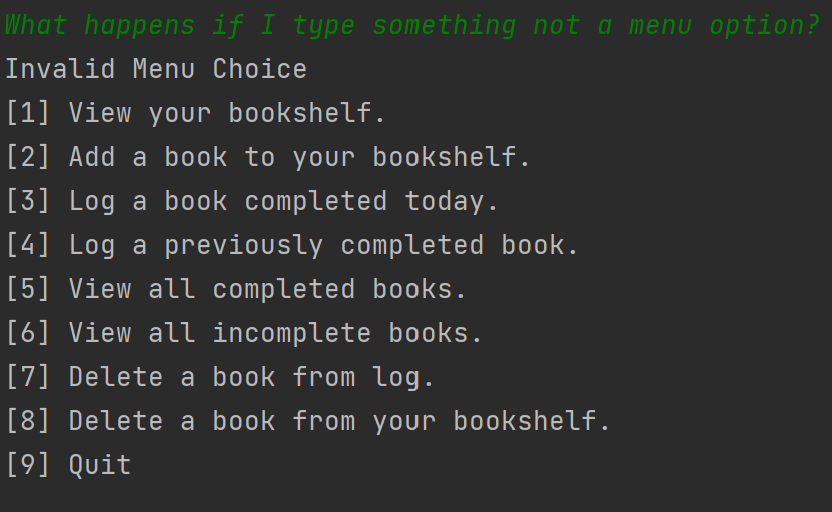 What happens if I type something not a menu option?
Invalid Menu Choice
[1] View your bookshelf.
[2] Add a book to your bookshelf.
[3] Log a book completed today.
[4] Log a previously completed book.
[5] View all completed books.
[6] View all incomplete books.
[7] Delete a book from log.
[8] Delete a book from your bookshelf.
[9] Quit